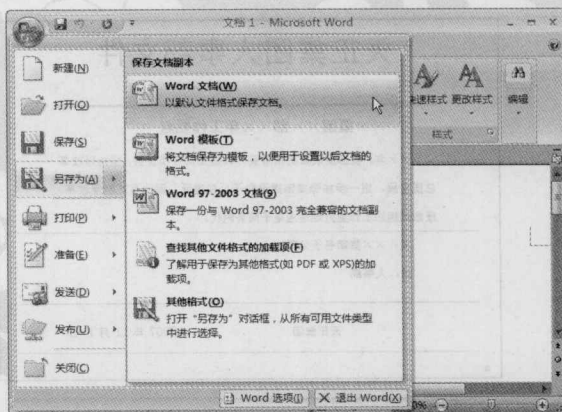 文档 1 - Microsoft Word
新建(N)
打开(O)
保存(S)
另存为(A)
打印(P)
准备(E)
发送(D)
发布(U)
关闭(C)
保存文档副本
Word 文档(W)
以默认文件格式保存文档。
Word 模板(T)
将文档保存为模板，以便用于设置以后文档的
格式。
Word 97-2003 文档(9)
保存一份与 Word 97-2003 完全兼容的文档副
本。
查找其他文件格式的加载项(F)
了解用于保存为其他格式(如 PDF 或 XPS)的加
载项。
其他格式(O)
打开“另存为”对话框，从所有可用文件类型
中进行选择。
快速样式 更改样式
编辑
样式
Word 选项(I)
退出 Word(X)
0%